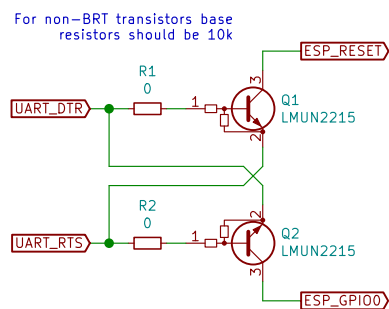 For non-BRT transistors base
resistors should be 10k
ESP_RESET
R1
0
3
Q1
LMUN2215
UART_DTR
1
2
R2
0
2
Q2
LMUN2215
UART_RTS
1
3
ESP_GPIO0